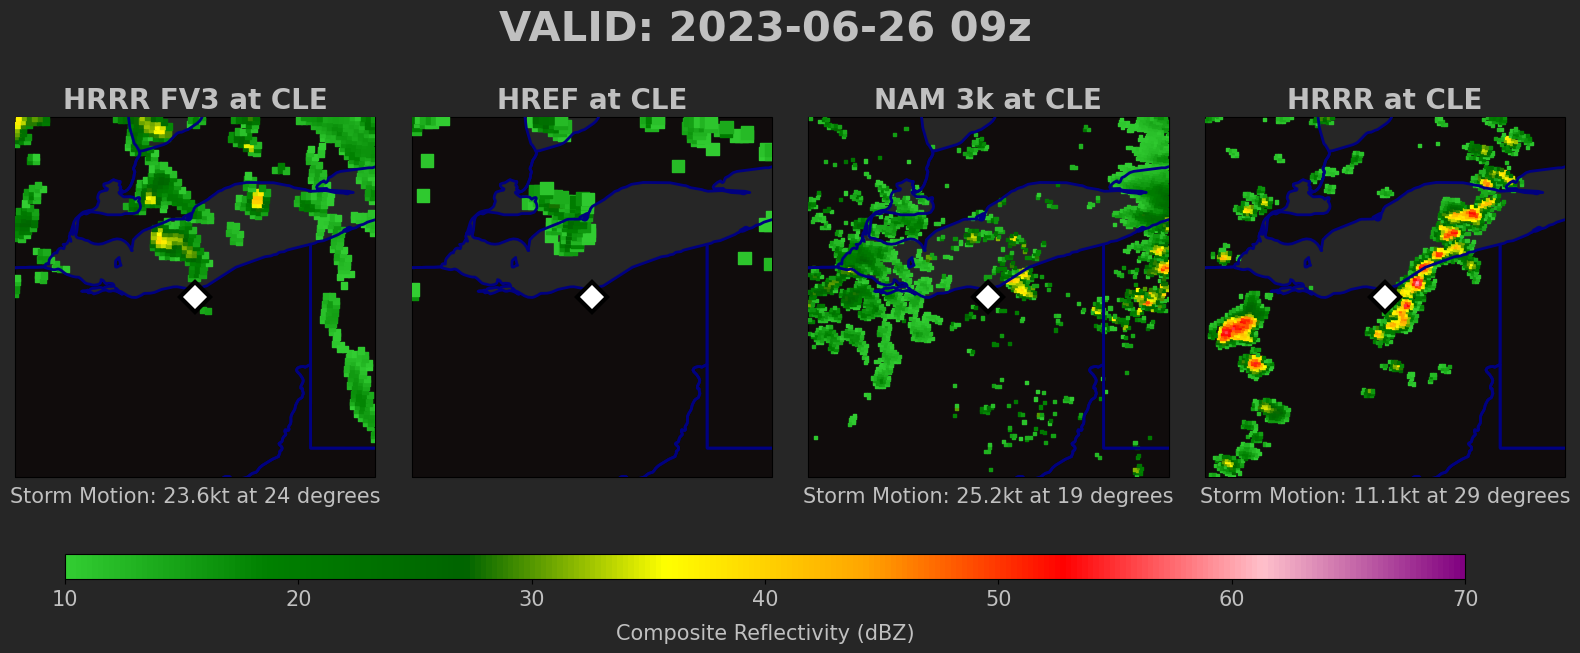 VALID: 2023-06-26 09z
HRRR FV3 at CLE
HREF at CLE
NAM 3k at CLE
HRRR at CLE
Storm Motion: 23.6kt at 24 degrees
Storm Motion: 25.2kt at 19 degrees
Storm Motion: 11.1kt at 29 degrees
10 20 30 40 50 60 70
Composite Reflectivity (dBZ)